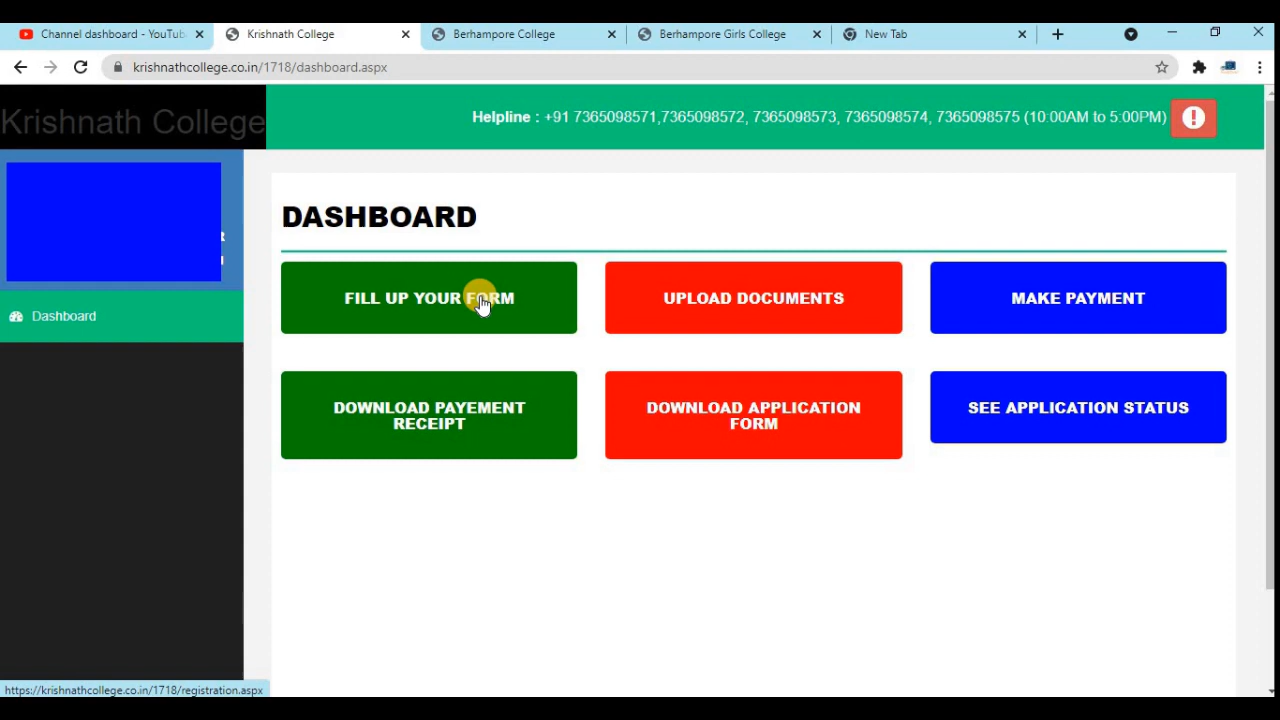 Channel dashboard - YouTub
Krishnath College
Berhampore College
Berhampore Girls College
New Tab
krishnathcollege.co.in/1718/dashboard.aspx
Krishnath College
Helpline : +91 7365098571,7365098572, 7365098573, 7365098574, 7365098575 (10:00AM to 5:00PM)
Dashboard
DASHBOARD
FILL UP YOUR FORM
UPLOAD DOCUMENTS
MAKE PAYMENT
DOWNLOAD PAYEMENT
RECEIPT
DOWNLOAD APPLICATION
FORM
SEE APPLICATION STATUS
https://krishnathcollege.co.in/1718/registration.aspx